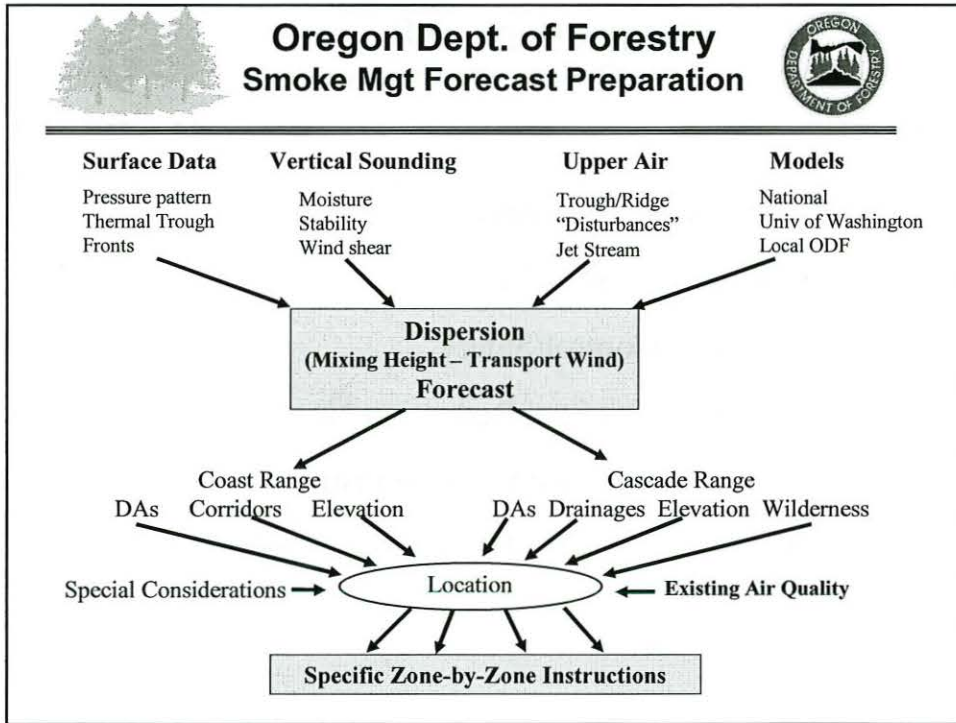 Oregon Dept. of Forestry
Smoke Mgt Forecast Preparation
OREGON
DEPARTMENT OF FORESTRY
Surface Data Vertical Sounding Upper Air Models
Pressure pattern Moisture Trough/Ridge National
Thermal Trough Stability “Disturbances” Univ of Washington
Fronts Wind shear Jet Stream Local ODF
Dispersion
(Mixing Height – Transport Wind)
Forecast
Coast Range Cascade Range
DAs Corridors Elevation DAs Drainages Elevation Wilderness
Special Considerations Location Existing Air Quality
Specific Zone-by-Zone Instructions